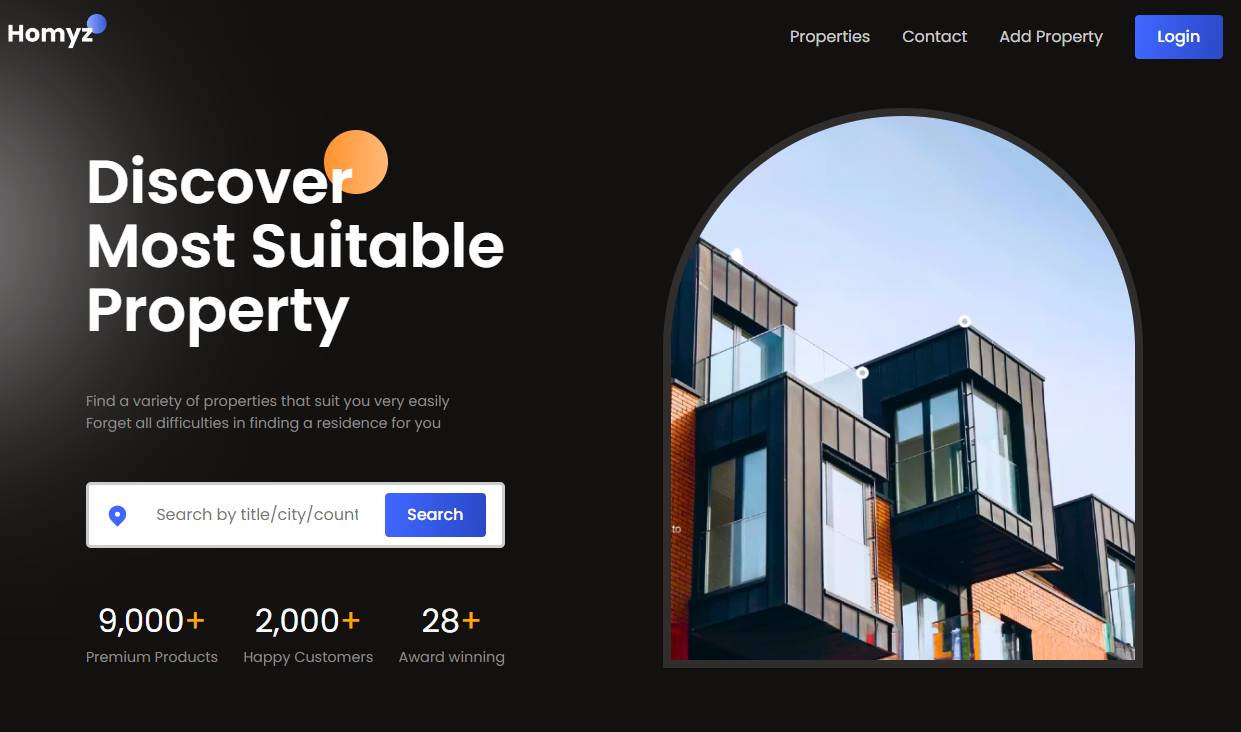 Homyz
Properties
Contact
Add Property
Login
Discover
Most Suitable
Property
Find a variety of properties that suit you very easily
Forget all difficulties in finding a residence for you
Search by title/city/count
Search
9,000+
2,000+
28+
Premium Products
Happy Customers
Award winning
to